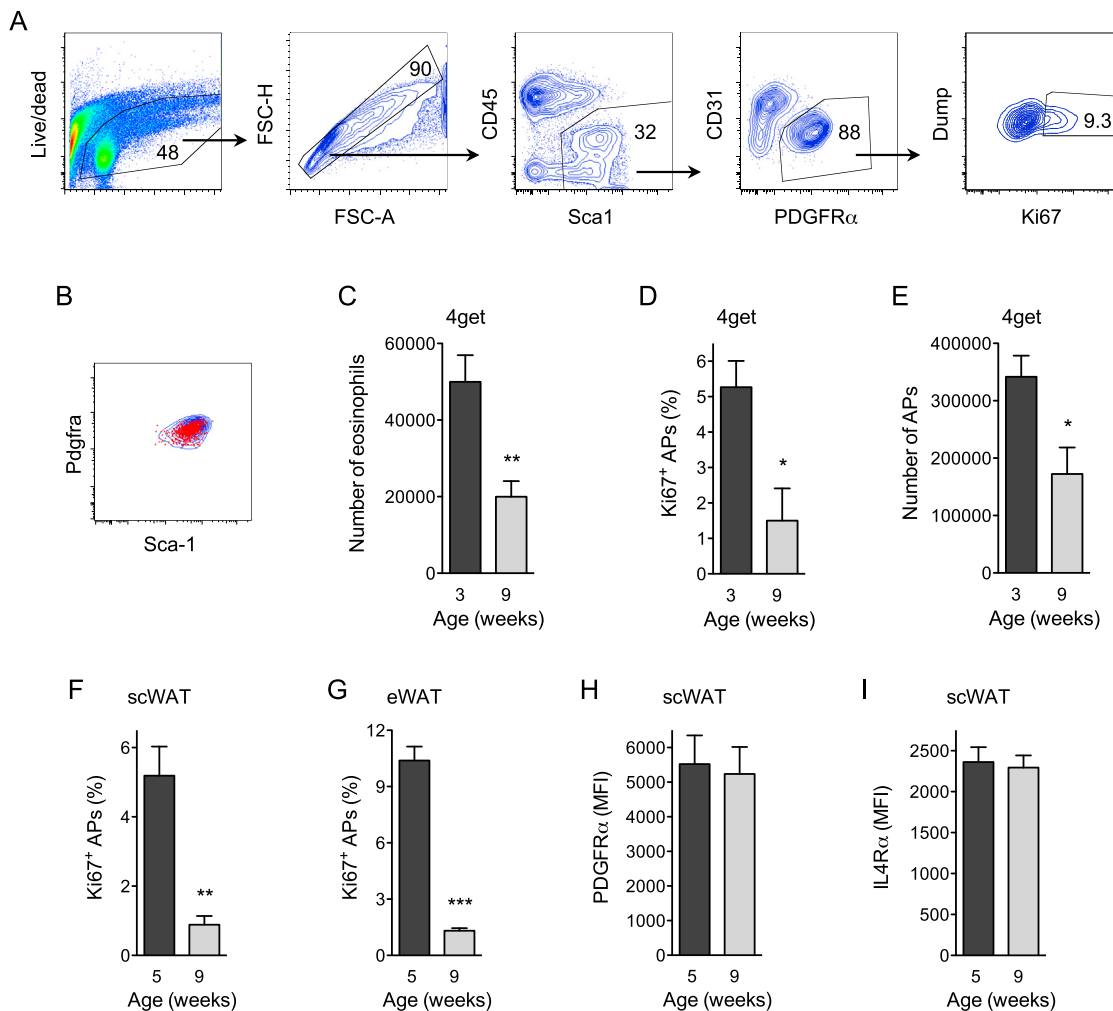 A
Live/dead
48
FSC-H
90
FSC-A
CD45
32
Sca1
CD31
88
PDGFRα
Dump
9.3
Ki67
B
Pdgfra
Sca-1
C
4get
Number of eosinophils
60000
40000
20000
0
**
3 9
Age (weeks)
D
4get
Ki67+ APs (%)
6
5
4
3
2
1
0
*
3 9
Age (weeks)
E
4get
Number of APs
400000
300000
200000
100000
0
*
3 9
Age (weeks)
F
scWAT
Ki67+ APs (%)
6
4
2
0
**
5 9
Age (weeks)
G
eWAT
Ki67+ APs (%)
12
9
6
3
0
***
5 9
Age (weeks)
H
scWAT
PDGFRα (MFI)
6000
5000
4000
3000
2000
1000
0
5 9
Age (weeks)
I
scWAT
IL4Rα (MFI)
2500
2000
1500
1000
500
0
5 9
Age (weeks)